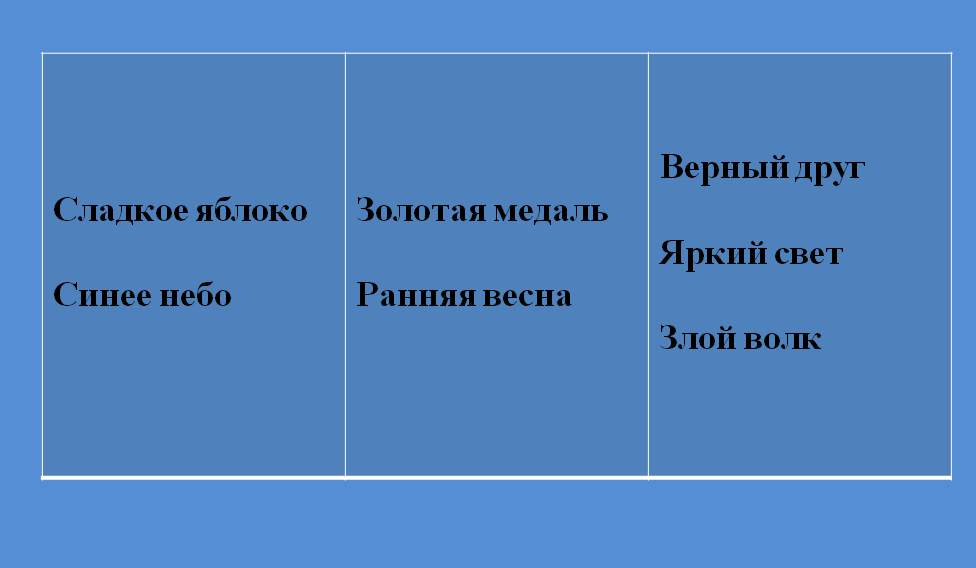 Сладкое яблоко
Синее небо
Золотая медаль
Ранняя весна
Верный друг
Яркий свет
Злой волк